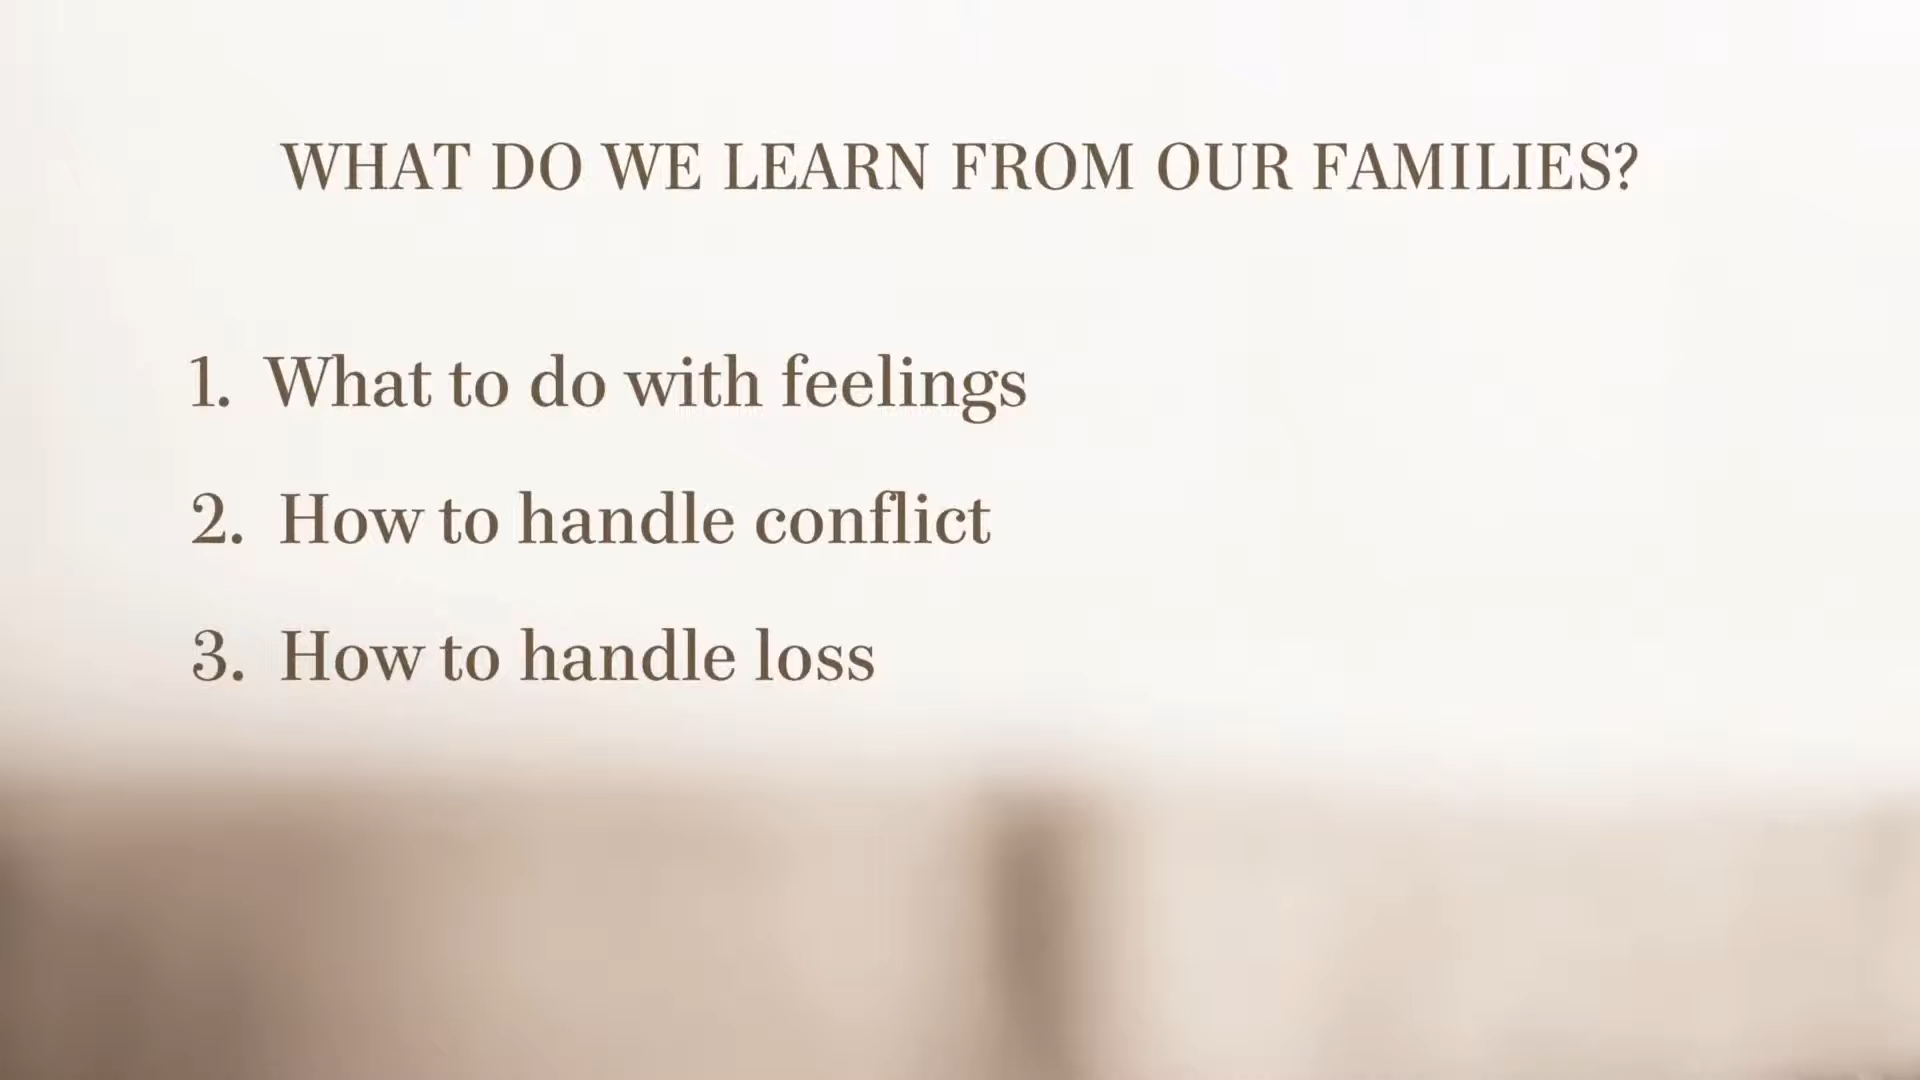 WHAT DO WE LEARN FROM OUR FAMILIES?
1. What to do with feelings
2. How to handle conflict
3. How to handle loss